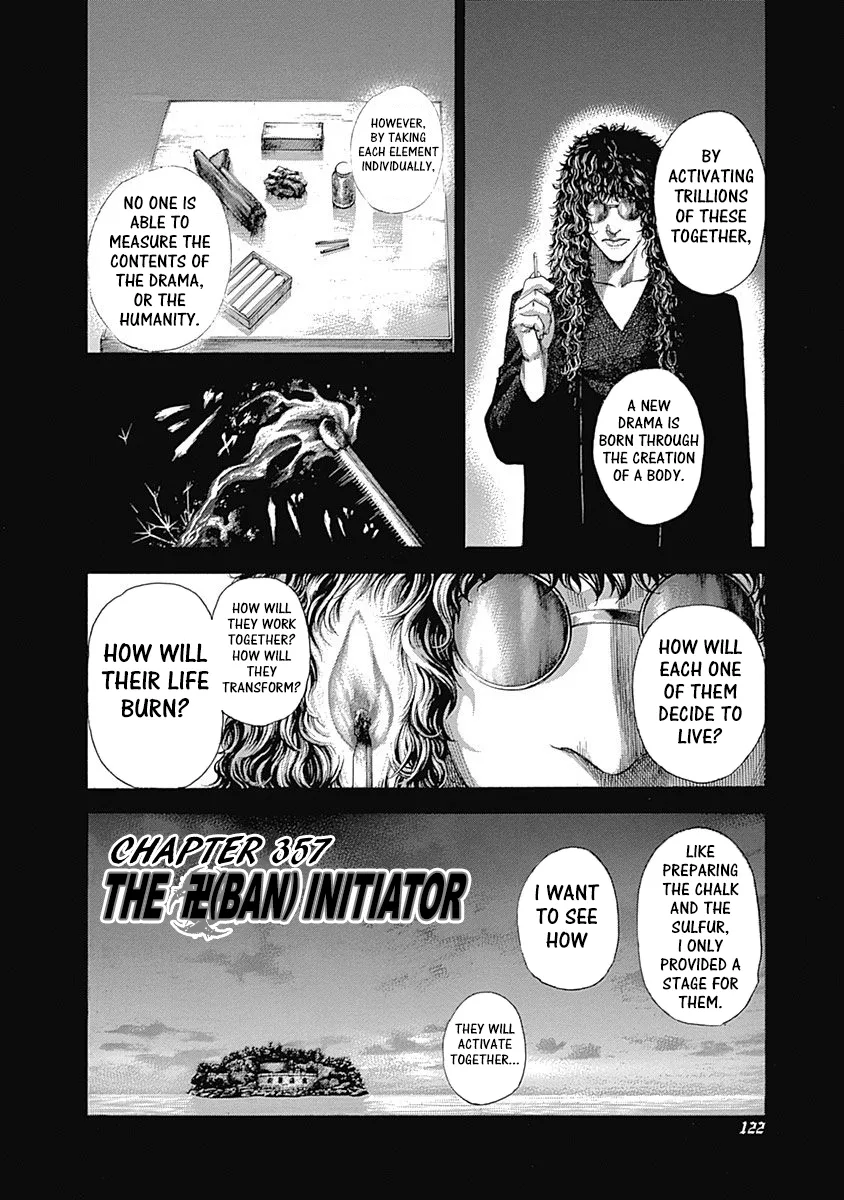 BY
ACTIVATING
TRILLIONS
OF THESE
TOGETHER,
A NEW
DRAMA IS
BORN THROUGH
THE CREATION
OF A BODY.
HOWEVER,
BY TAKING
EACH ELEMENT
INDIVIDUALLY,
NO ONE IS
ABLE TO
MEASURE THE
CONTENTS OF
THE DRAMA,
OR THE
HUMANITY.
HOW WILL
EACH ONE
OF THEM
DECIDE TO
LIVE?
HOW WILL
THEY WORK
TOGETHER?
HOW WILL
THEY
TRANSFORM?
HOW WILL
THEIR LIFE
BURN?
LIKE
PREPARING
THE CHALK
AND THE
SULFUR,
I ONLY
PROVIDED A
STAGE FOR
THEM.
I WANT
TO SEE
HOW
THEY WILL
ACTIVATE
TOGETHER...
CHAPTER 357
THE 卍(BAN) INITIATOR
122